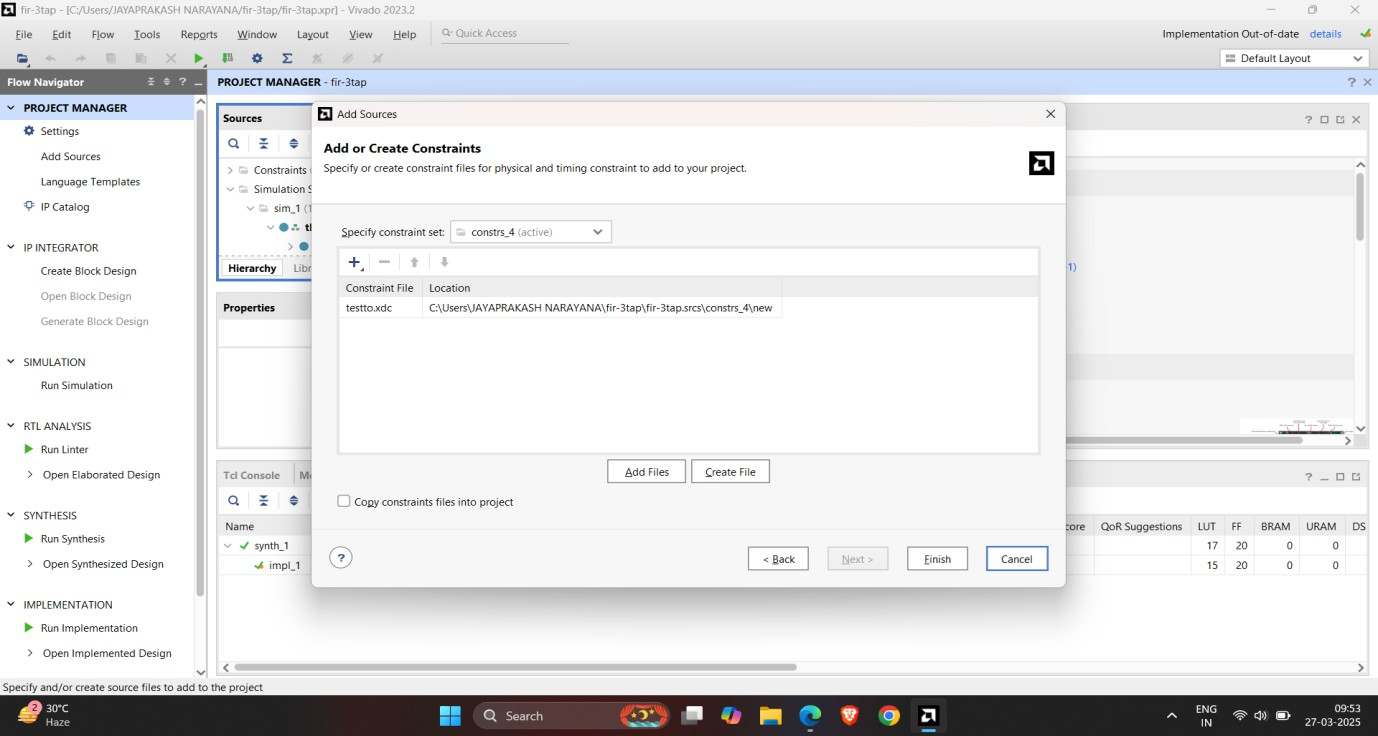 fir-3tap - [C:/Users/JAYAPRAKASH NARAYANA/fir-3tap/fir-3tap.xpr] - Vivado 2023.2
File Edit Flow Tools Reports Window Layout View Help Quick Access
Implementation Out-of-date details
Default Layout
Flow Navigator
PROJECT MANAGER - fir-3tap
PROJECT MANAGER
Settings
Add Sources
Language Templates
IP Catalog
IP INTEGRATOR
Create Block Design
Open Block Design
Generate Block Design
SIMULATION
Run Simulation
RTL ANALYSIS
Run Linter
Open Elaborated Design
SYNTHESIS
Run Synthesis
Open Synthesized Design
IMPLEMENTATION
Run Implementation
Open Implemented Design
Sources
Constraints
Simulation S
sim_1 (1
Hierarchy Libr
Properties
Add Sources
Add or Create Constraints
Specify or create constraint files for physical and timing constraint to add to your project.
Specify constraint set: constrs_4 (active)
Constraint File Location
testto.xdc C:\Users\JAYAPRAKASH NARAYANA\fir-3tap\fir-3tap.srcs\constrs_4\new
Add Files Create File
Copy constraints files into project
? < Back Next > Finish Cancel
-1)
Tcl Console
Name core QoR Suggestions LUT FF BRAM URAM DS
synth_1 17 20 0 0
impl_1 15 20 0 0
Specify and/or create source files to add to the project
2
30°C
Haze
Search
ENG
IN
09:53
27-03-2025